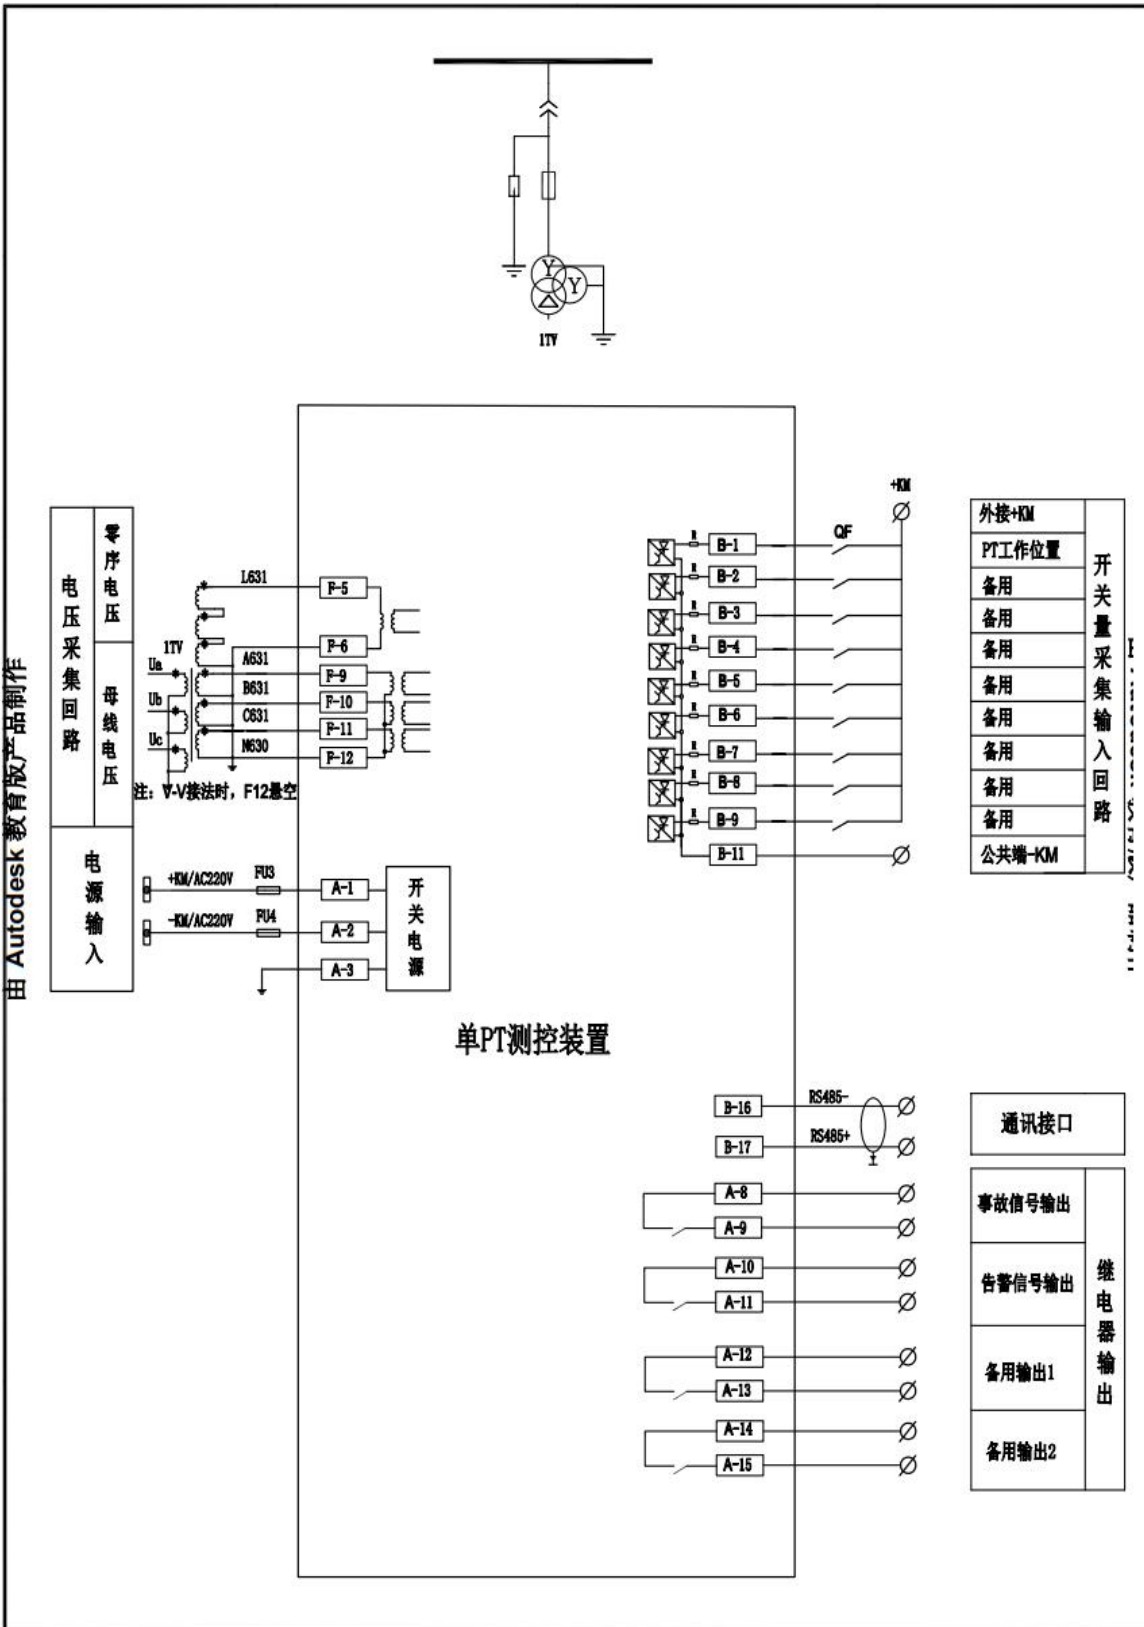 Y
Y
△
1TV
由 Autodesk 教育版产品制作
电压采集回路
零序电压
母线电压
电源输入
L631
1TV
A631
B631
C631
N630
Ua
Ub
Uc
F-5
F-6
F-9
F-10
F-11
F-12
注：V-V接法时，F12悬空
+KM/AC220V
FU3
A-1
-KM/AC220V
FU4
A-2
A-3
开关电源
+KM
QF
R
B-1
R
B-2
R
B-3
R
B-4
R
B-5
R
B-6
R
B-7
R
B-8
R
B-9
B-11
外接+KM
PT工作位置
备用
备用
备用
备用
备用
备用
备用
备用
公共端-KM
开关量采集输入回路
单PT测控装置
B-16
RS485-
B-17
RS485+
通讯接口
A-8
A-9
事故信号输出
A-10
A-11
告警信号输出
A-12
A-13
备用输出1
A-14
A-15
备用输出2
继电器输出